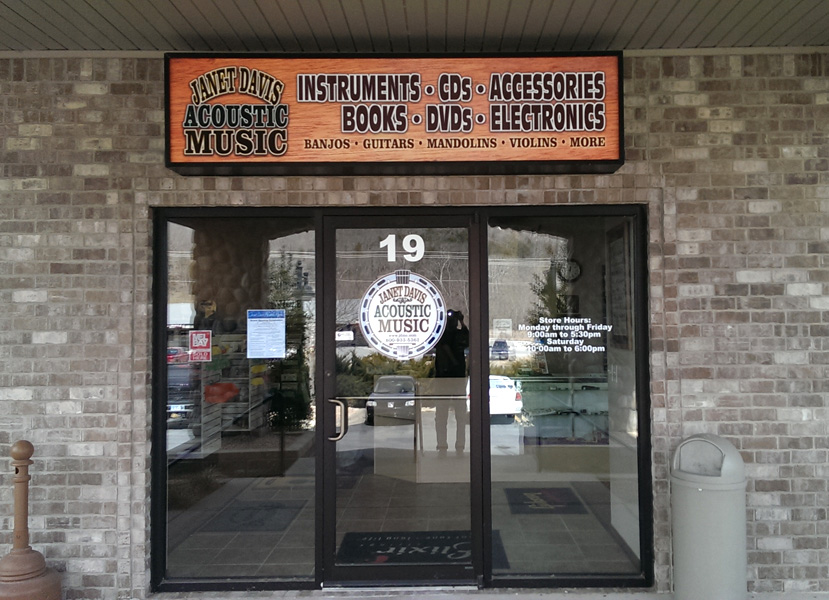 JANET DAVIS
ACOUSTIC
MUSIC
INSTRUMENTS • CDs • ACCESSORIES
BOOKS • DVDs • ELECTRONICS
BANJOS • GUITARS • MANDOLINS • VIOLINS • MORE
19
JANET DAVIS
ACOUSTIC
MUSIC
Store Hours:
Monday through Friday
9:00am to 5:30pm
Saturday
10:00am to 6:00pm
Elixir